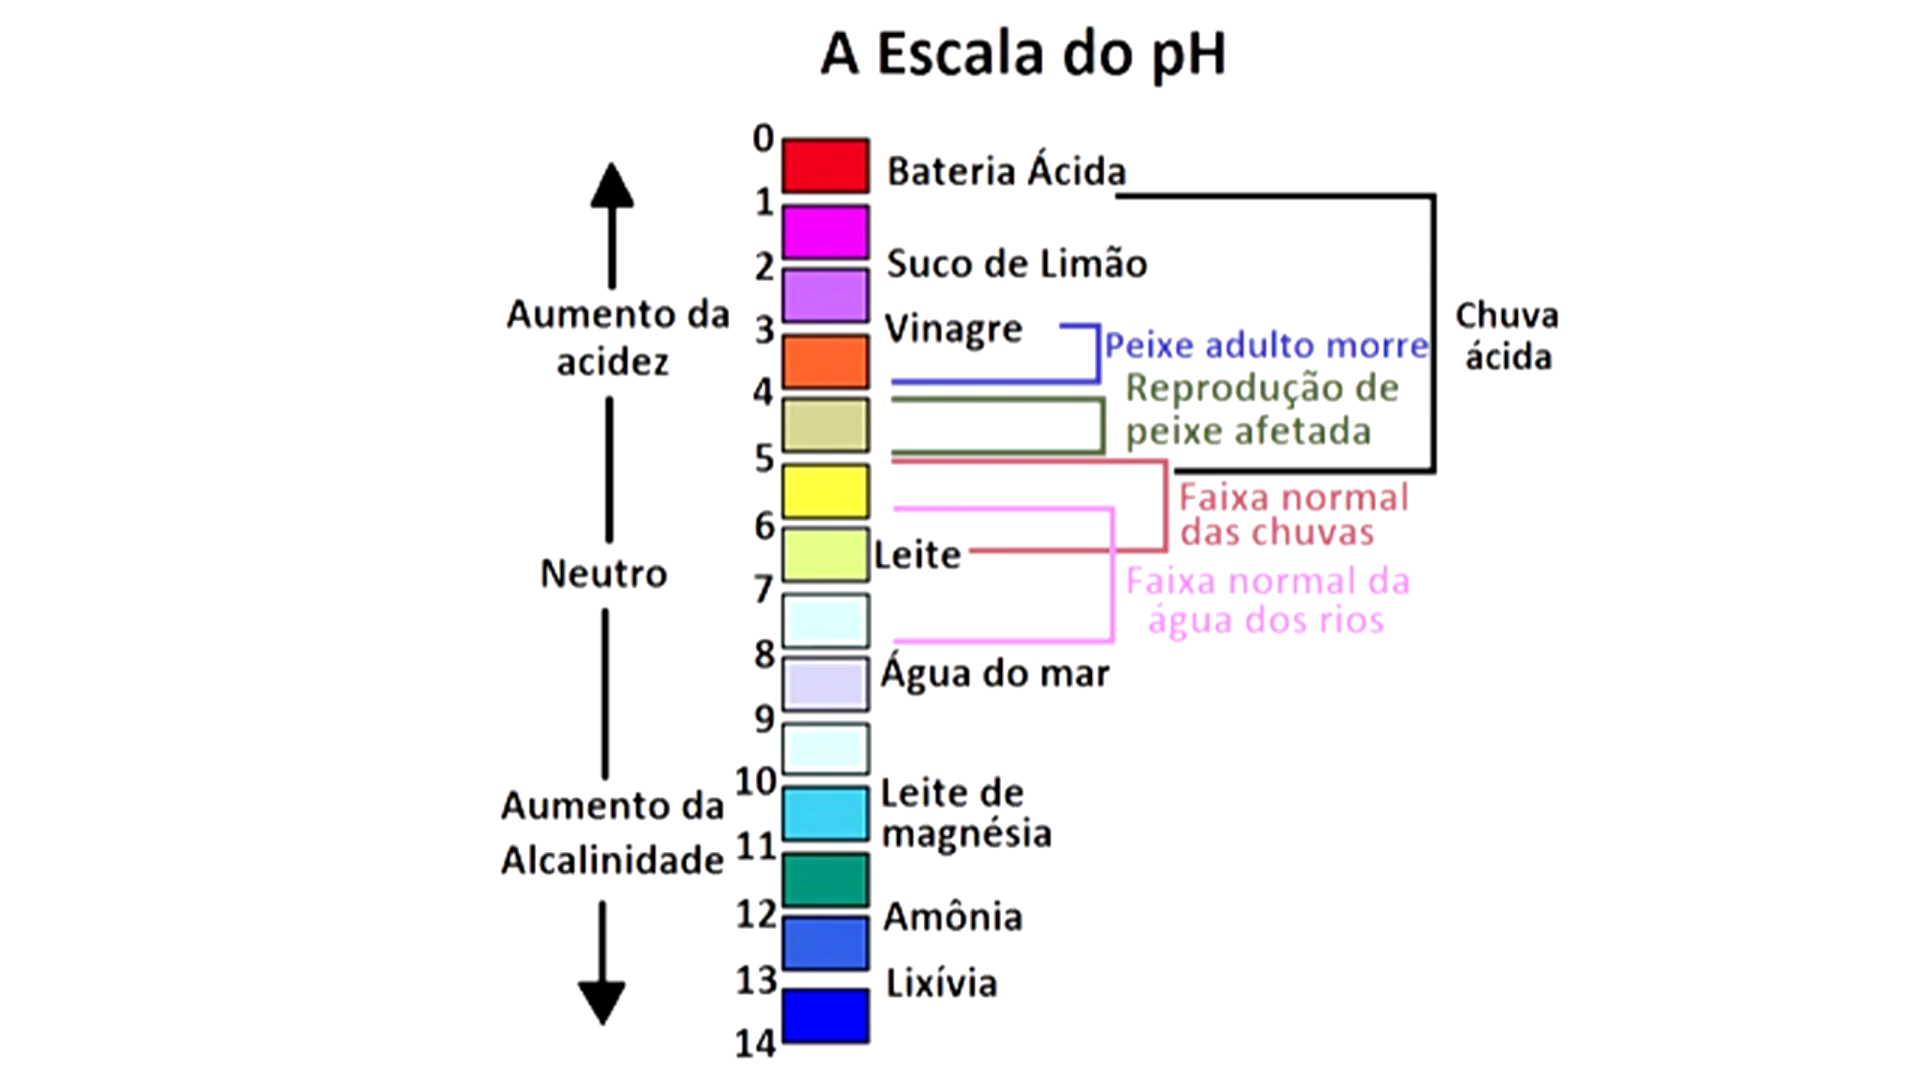 A Escala do pH
0
Bateria Ácida
1
Suco de Limão
2
Aumento da
acidez
3
Vinagre
Peixe adulto morre
Chuva
ácida
4
Reprodução de
peixe afetada
5
Faixa normal
das chuvas
6
Leite
Neutro
7
Faixa normal da
água dos rios
8
Água do mar
9
10
Leite de
magnésia
Aumento da
Alcalinidade
11
12
Amônia
13
Lixívia
14